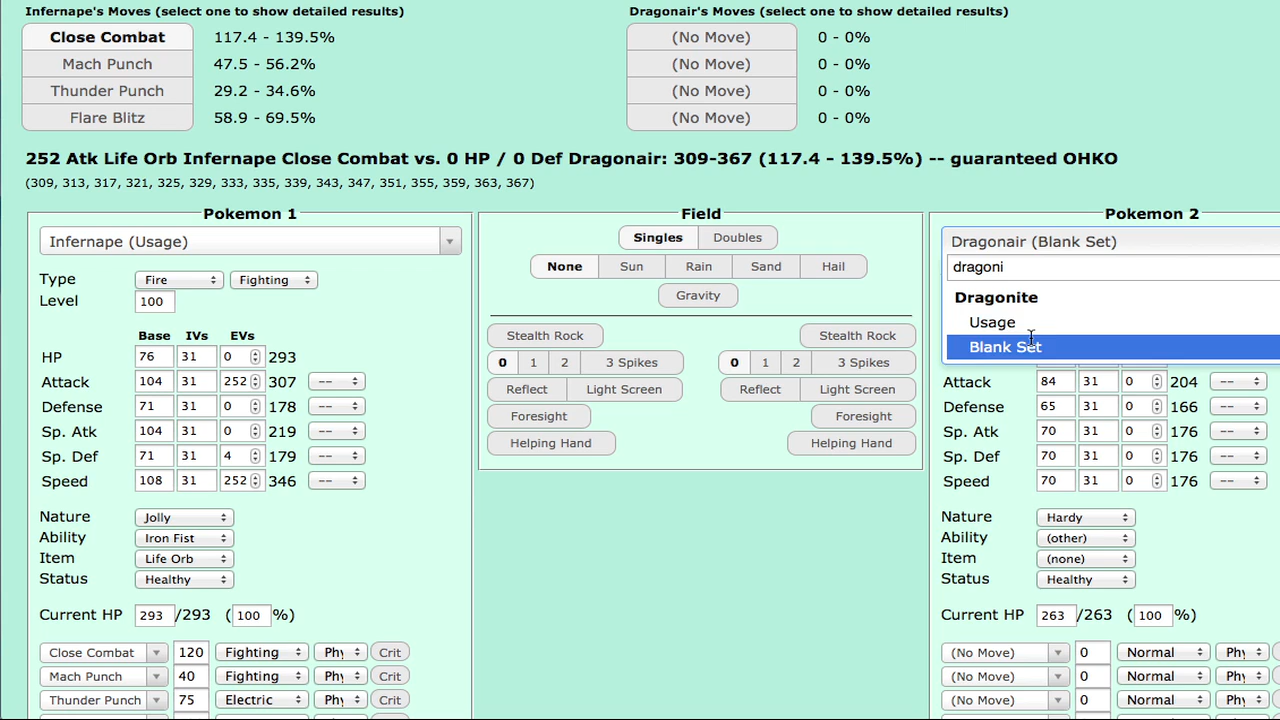 Infernape's Moves (select one to show detailed results)
Dragonair's Moves (select one to show detailed results)
Close Combat 117.4 - 139.5%
(No Move) 0 - 0%
Mach Punch 47.5 - 56.2%
(No Move) 0 - 0%
Thunder Punch 29.2 - 34.6%
(No Move) 0 - 0%
Flare Blitz 58.9 - 69.5%
(No Move) 0 - 0%
252 Atk Life Orb Infernape Close Combat vs. 0 HP / 0 Def Dragonair: 309-367 (117.4 - 139.5%) -- guaranteed OHKO
(309, 313, 317, 321, 325, 329, 333, 335, 339, 343, 347, 351, 355, 359, 363, 367)
Pokemon 1
Infernape (Usage)
Type Fire Fighting
Level 100
Base IVs EVs
HP 76 31 0 293
Attack 104 31 252 307 --
Defense 71 31 0 178 --
Sp. Atk 104 31 0 219 --
Sp. Def 71 31 4 179 --
Speed 108 31 252 346 --
Nature Jolly
Ability Iron Fist
Item Life Orb
Status Healthy
Current HP 293 /293 ( 100 %)
Close Combat 120 Fighting Phy Crit
Mach Punch 40 Fighting Phy Crit
Thunder Punch 75 Electric Phy Crit
Field
Singles Doubles
None Sun Rain Sand Hail
Gravity
Stealth Rock Stealth Rock
0 1 2 3 Spikes 0 1 2 3 Spikes
Reflect Light Screen Reflect Light Screen
Foresight Foresight
Helping Hand Helping Hand
Pokemon 2
Dragonair (Blank Set)
dragoni
Dragonite
Usage
Blank Set
Attack 84 31 0 204 --
Defense 65 31 0 166 --
Sp. Atk 70 31 0 176 --
Sp. Def 70 31 0 176 --
Speed 70 31 0 176 --
Nature Hardy
Ability (other)
Item (none)
Status Healthy
Current HP 263 /263 ( 100 %)
(No Move) 0 Normal Phy
(No Move) 0 Normal Phy
(No Move) 0 Normal Phy